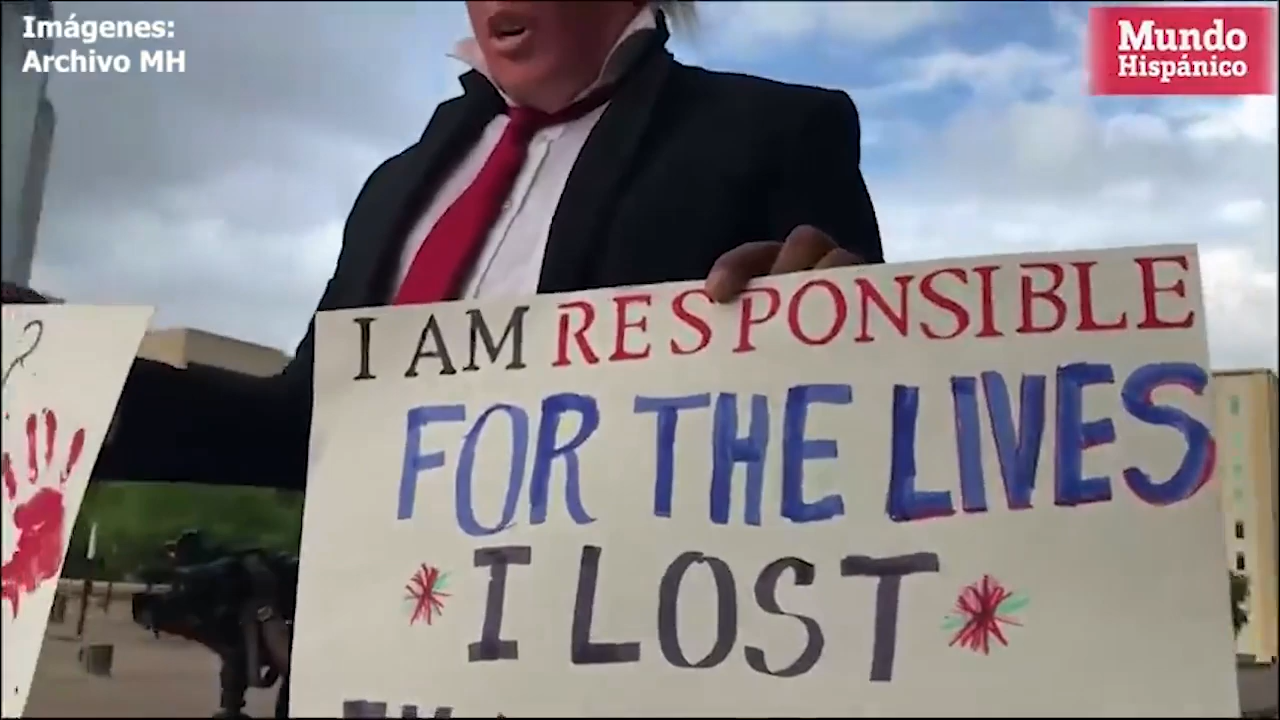 Imágenes:
Archivo MH
Mundo
Hispánico
I AM RESPONSIBLE
FOR THE LIVES
I LOST